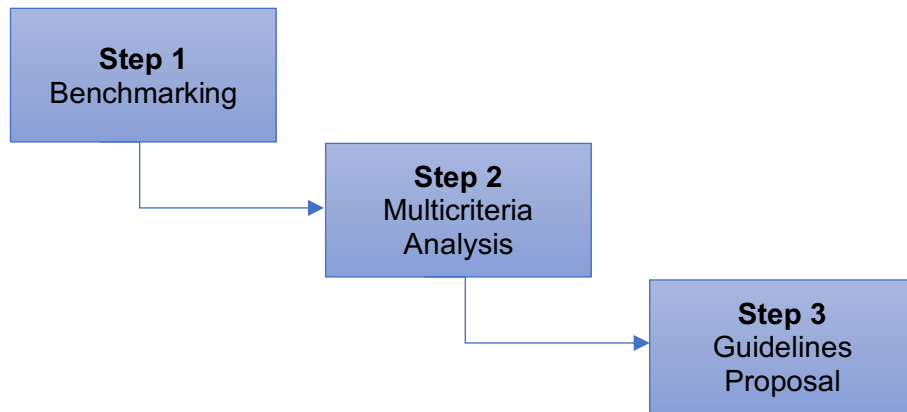 Step 1
Benchmarking
Step 2
Multicriteria
Analysis
Step 3
Guidelines
Proposal